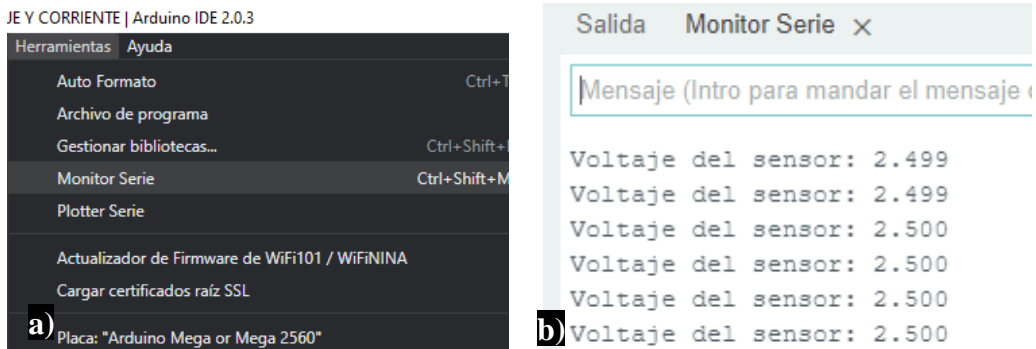 JE Y CORRIENTE | Arduino IDE 2.0.3
Herramientas Ayuda
Auto Formato Ctrl+T
Archivo de programa
Gestionar bibliotecas... Ctrl+Shift+
Monitor Serie Ctrl+Shift+M
Plotter Serie
Actualizador de Firmware de WiFi101 / WiFiNINA
Cargar certificados raíz SSL
a) Placa: "Arduino Mega or Mega 2560"
Salida Monitor Serie ×
Mensaje (Intro para mandar el mensaje
Voltaje del sensor: 2.499
Voltaje del sensor: 2.499
Voltaje del sensor: 2.500
Voltaje del sensor: 2.500
Voltaje del sensor: 2.500
b) Voltaje del sensor: 2.500